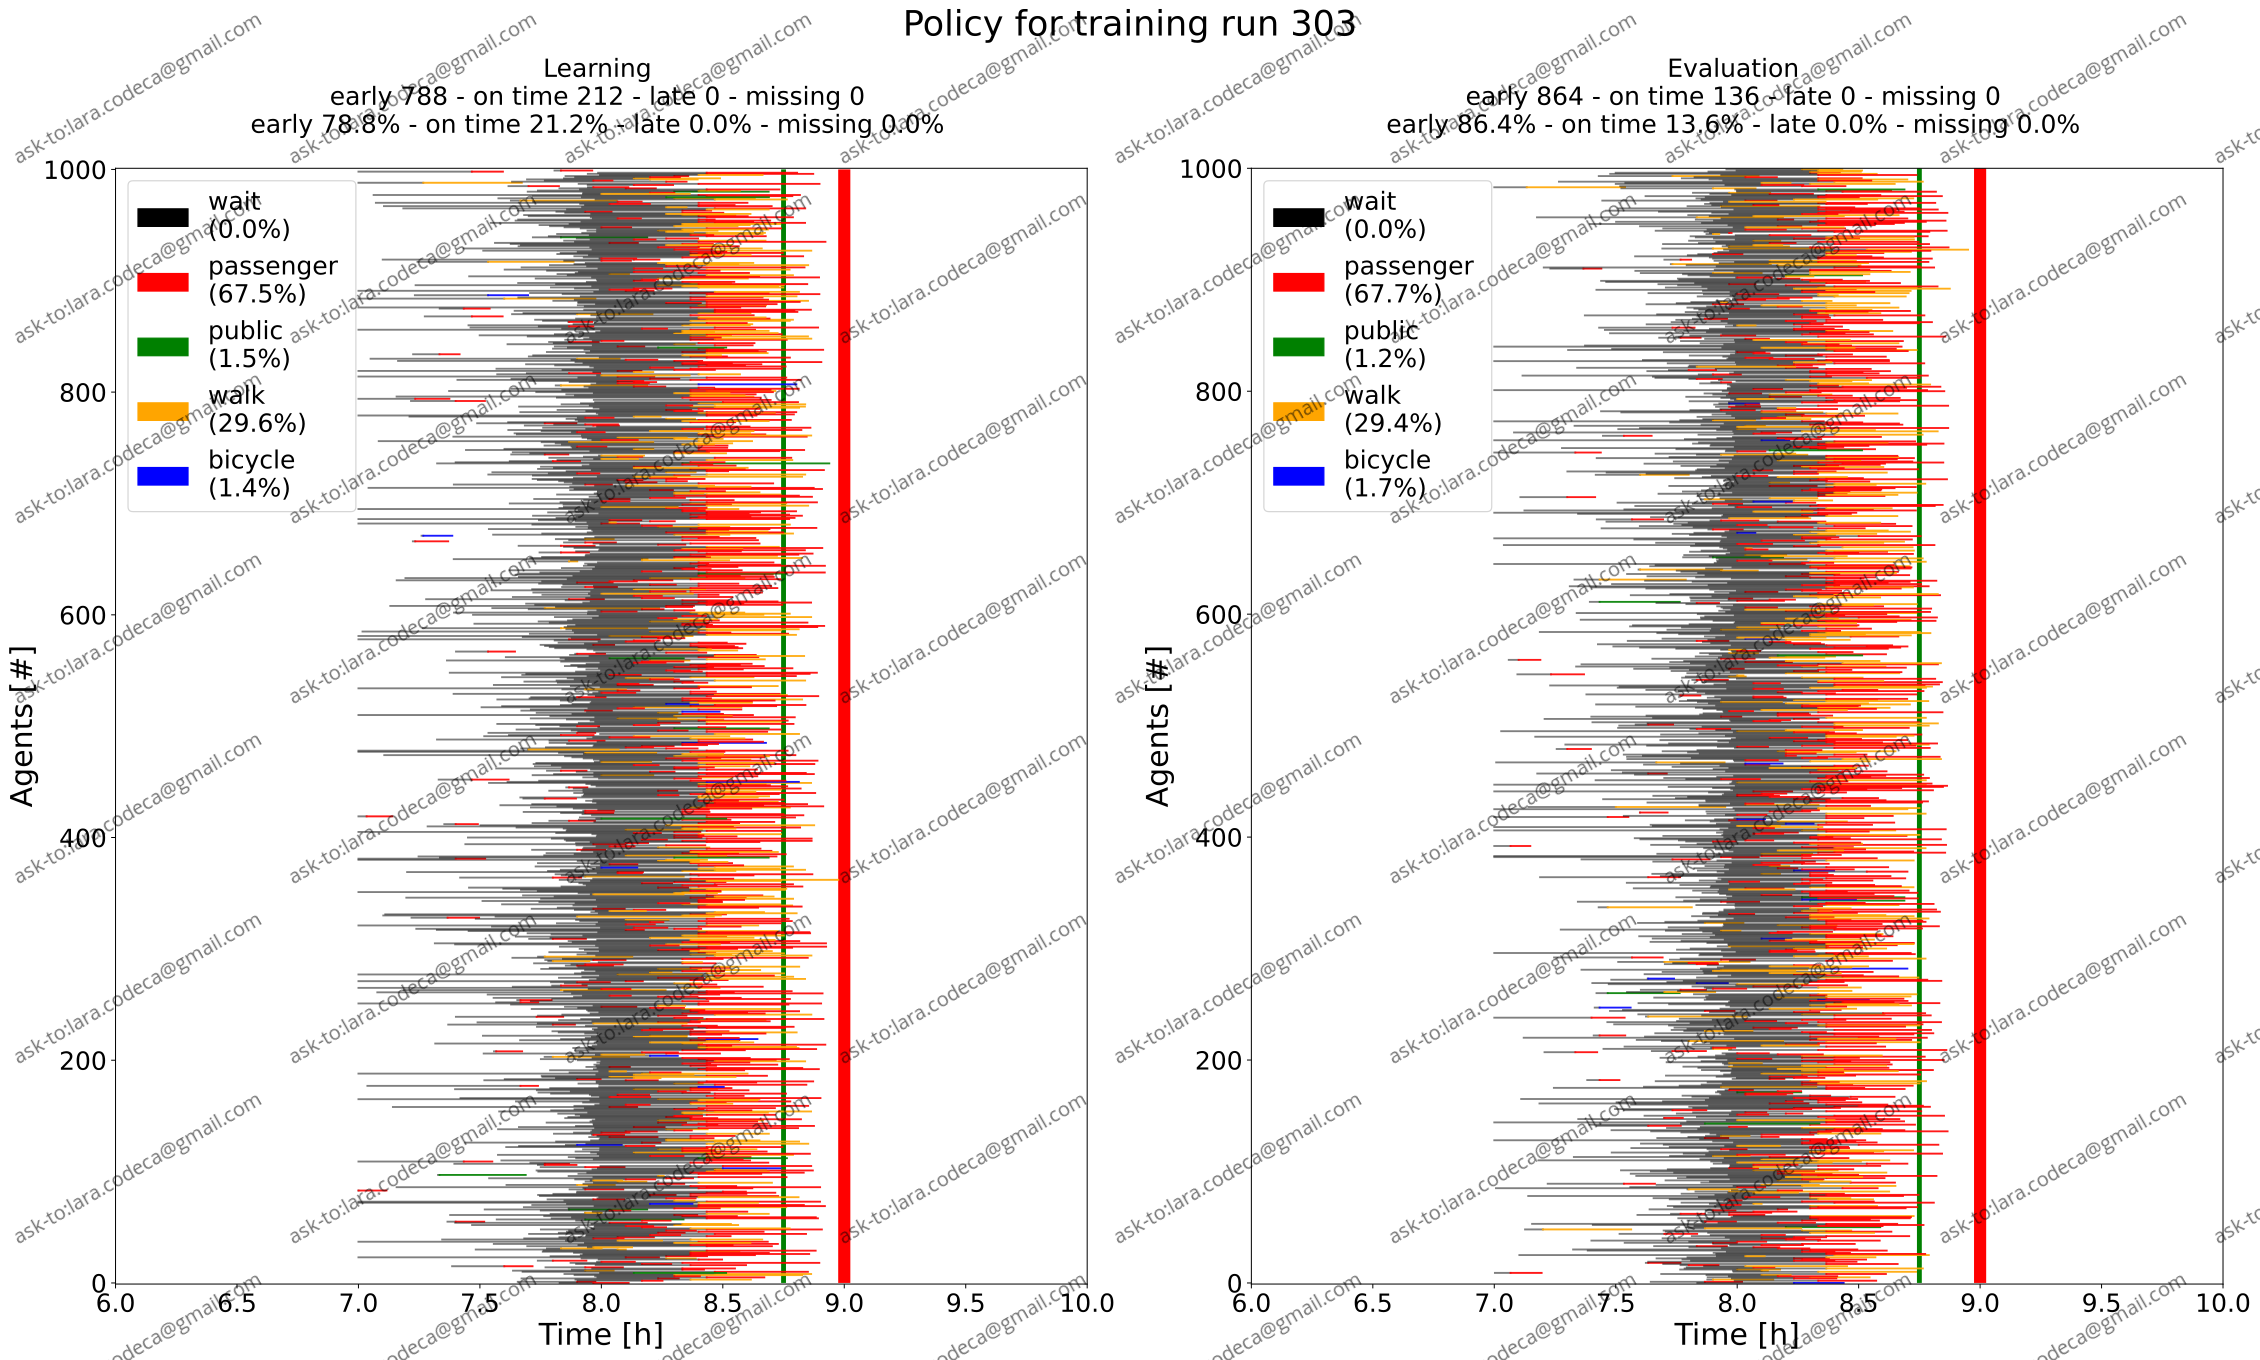 Policy for training run 303
Learning
early 788 - on time 212 - late 0 - missing 0
early 78.8% - on time 21.2% - late 0.0% - missing 0.0%
1000
800
600
400
200
0
Agents [#]
wait
(0.0%)
passenger
(67.5%)
public
(1.5%)
walk
(29.6%)
bicycle
(1.4%)
6.0 6.5 7.0 7.5 8.0 8.5 9.0 9.5 10.0
Time [h]
Evaluation
early 864 - on time 136 - late 0 - missing 0
early 86.4% - on time 13.6% - late 0.0% - missing 0.0%
1000
800
600
400
200
0
Agents [#]
wait
(0.0%)
passenger
(67.7%)
public
(1.2%)
walk
(29.4%)
bicycle
(1.7%)
6.0 6.5 7.0 7.5 8.0 8.5 9.0 9.5 10.0
Time [h]
ask-to:lara.codeca@gmail.com